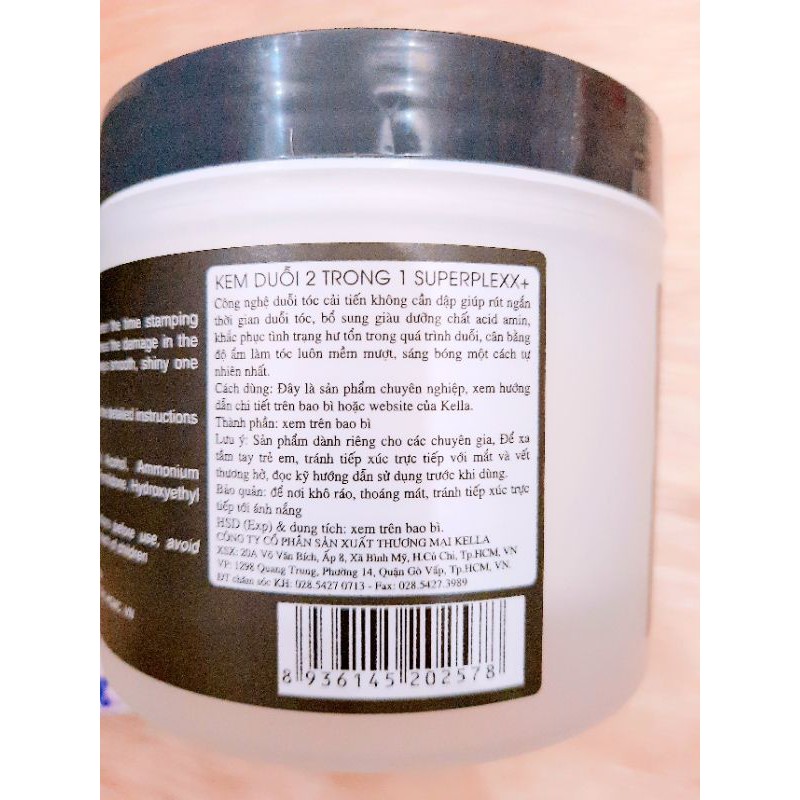 the time stamping
the damage in the
smooth, shiny one
detailed instructions
Ammonium
Hydroxyethyl
before use, avoid
of children
VN
KEM DUỖI 2 TRONG 1 SUPERPLEXX+
Công nghệ duỗi tóc cải tiến không cần dập giúp rút ngắn
thời gian duỗi tóc, bổ sung giàu dưỡng chất acid amin,
khắc phục tình trạng hư tổn trong quá trình duỗi, cân bằng
độ ẩm làm tóc luôn mềm mượt, sáng bóng một cách tự
nhiên nhất.
Cách dùng: Đây là sản phẩm chuyên nghiệp, xem hướng
dẫn chi tiết trên bao bì hoặc website của Kella.
Thành phần: xem trên bao bì
Lưu ý: Sản phẩm dành riêng cho các chuyên gia, Để xa
tầm tay trẻ em, tránh tiếp xúc trực tiếp với mắt và vết
thương hở, đọc kỹ hướng dẫn sử dụng trước khi dùng.
Bảo quản: để nơi khô ráo, thoáng mát, tránh tiếp xúc trực
tiếp tới ánh nắng
HSD (Exp) & dung tích: xem trên bao bì.
CÔNG TY CỔ PHẦN SẢN XUẤT THƯƠNG MẠI KELLA
XSX: 20A Võ Văn Bích, Ấp 8, Xã Bình Mỹ, H.Củ Chi, Tp.HCM, VN
VP: 1298 Quang Trung, Phường 14, Quận Gò Vấp, Tp.HCM, VN.
ĐT chăm sóc KH: 028.5427 0713 - Fax: 028.5427.3989
8 936145 202578